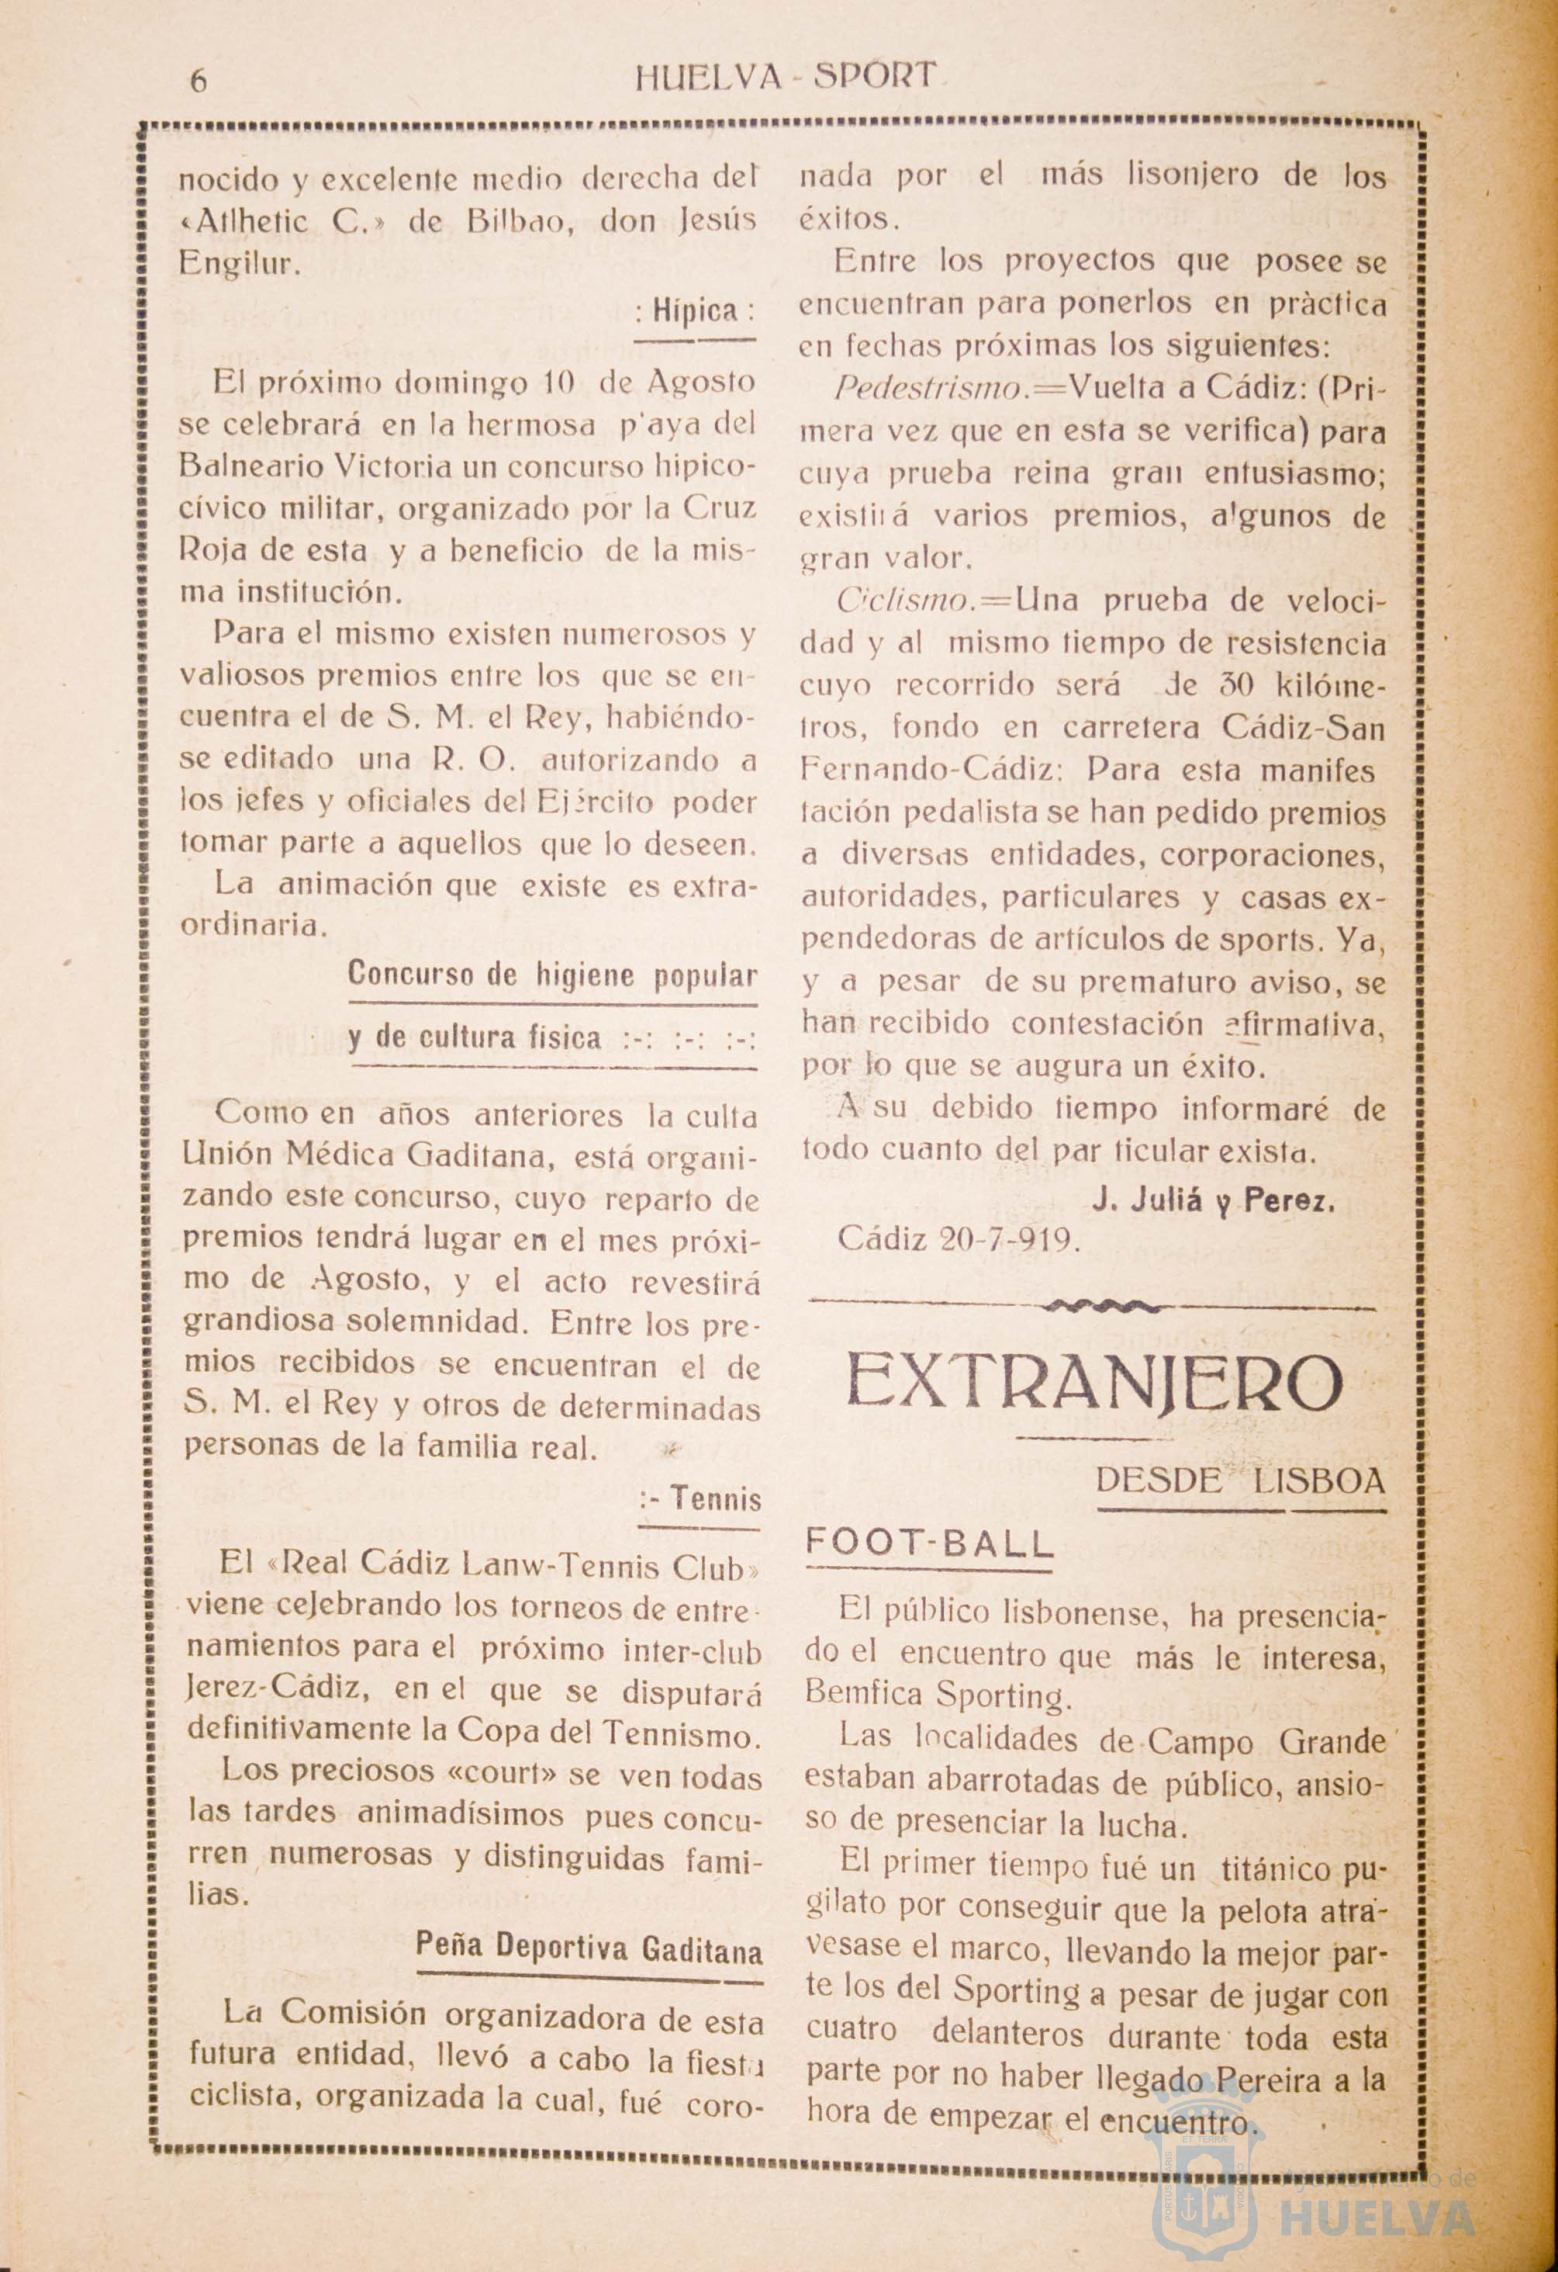 6
HUELVA - SPORT
nocido y excelente medio derecha del
«Atlhetic C.» de Bilbao, don Jesús
Engilur.
: Hípica :
El próximo domingo 10 de Agosto
se celebrará en la hermosa p'aya del
Balneario Victoria un concurso hipico-
cívico militar, organizado por la Cruz
Roja de esta y a beneficio de la mis-
ma institución.
Para el mismo existen numerosos y
valiosos premios entre los que se en-
cuentra el de S. M. el Rey, habiéndo-
se editado una R. O. autorizando a
los jefes y oficiales del Ejército poder
tomar parte a aquellos que lo deseen.
La animación que existe es extra-
ordinaria.
Concurso de higiene popular
y de cultura fisica :-: :-: :-:
Como en años anteriores la culta
Unión Médica Gaditana, está organi-
zando este concurso, cuyo reparto de
premios tendrá lugar en el mes próxi-
mo de Agosto, y el acto revestirá
grandiosa solemnidad. Entre los pre-
mios recibidos se encuentran el de
S. M. el Rey y otros de determinadas
personas de la familia real.
:- Tennis
El «Real Cádiz Lanw-Tennis Club»
viene celebrando los torneos de entre-
namientos para el próximo inter-club
Jerez-Cádiz, en el que se disputará
definitivamente la Copa del Tennismo.
Los preciosos «court» se ven todas
las tardes animadísimos pues concu-
rren numerosas y distinguidas fami-
lias.
Peña Deportiva Gaditana
La Comisión organizadora de esta
futura entidad, llevó a cabo la fiesta
ciclista, organizada la cual, fué coro-
nada por el más lisonjero de los
éxitos.
Entre los proyectos que posee se
encuentran para ponerlos en pràctica
en fechas próximas los siguientes:
Pedestrismo.=Vuelta a Cádiz: (Pri-
mera vez que en esta se verifica) para
cuya prueba reina gran entusiasmo;
existirá varios premios, algunos de
gran valor.
Ciclismo.=Una prueba de veloci-
dad y al mismo tiempo de resistencia
cuyo recorrido será de 30 kilóme-
tros, fondo en carretera Cádiz-San
Fernando-Cádiz: Para esta manifes
tación pedalista se han pedido premios
a diversas entidades, corporaciones,
autoridades, particulares y casas ex-
pendedoras de artículos de sports. Ya,
y a pesar de su prematuro aviso, se
han recibido contestación afirmativa,
por lo que se augura un éxito.
A su debido tiempo informaré de
todo cuanto del par ticular exista.
J. Juliá y Perez.
Cádiz 20-7-919.
EXTRANJERO
DESDE LISBOA
FOOT-BALL
El público lisbonense, ha presencia-
do el encuentro que más le interesa,
Bemfica Sporting.
Las localidades de Campo Grande
estaban abarrotadas de público, ansio-
so de presenciar la lucha.
El primer tiempo fué un titánico pu-
gilato por conseguir que la pelota atra-
vesase el marco, llevando la mejor par-
te los del Sporting a pesar de jugar con
cuatro delanteros durante toda esta
parte por no haber llegado Pereira a la
hora de empezar el encuentro.
Ayuntamiento de
HUELVA